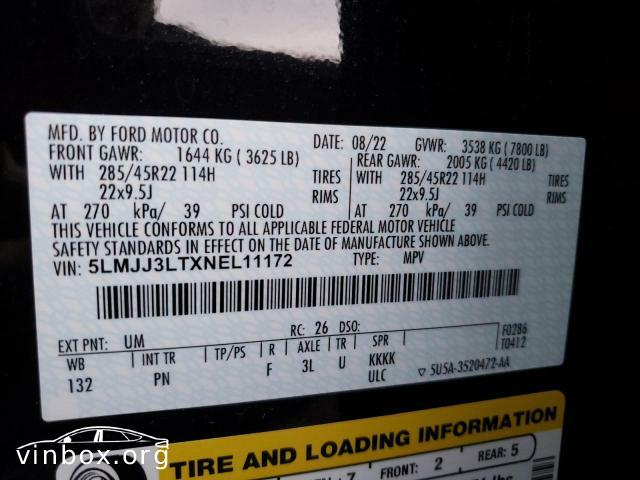 MFD. BY FORD MOTOR CO. DATE: 08/22 GVWR: 3538 KG ( 7800 LB)
FRONT GAWR: 1644 KG ( 3625 LB) REAR GAWR: 2005 KG ( 4420 LB)
WITH 285/45R22 114H TIRES WITH 285/45R22 114H TIRES
22x9.5J RIMS 22x9.5J RIMS
AT 270 kPa/ 39 PSI COLD AT 270 kPa/ 39 PSI COLD
THIS VEHICLE CONFORMS TO ALL APPLICABLE FEDERAL MOTOR VEHICLE
SAFETY STANDARDS IN EFFECT ON THE DATE OF MANUFACTURE SHOWN ABOVE.
VIN: 5LMJJ3LTXNEL11172 TYPE: MPV
F0286
EXT PNT: UM RC: 26 DSO: T0412
WB INT TR TP/PS R AXLE TR SPR
132 PN F 3L U KKKK
ULC ▽ 5U5A-3520472-AA
TIRE AND LOADING INFORMATION
7 FRONT: 2 REAR: 5
lbs
vinbox.org